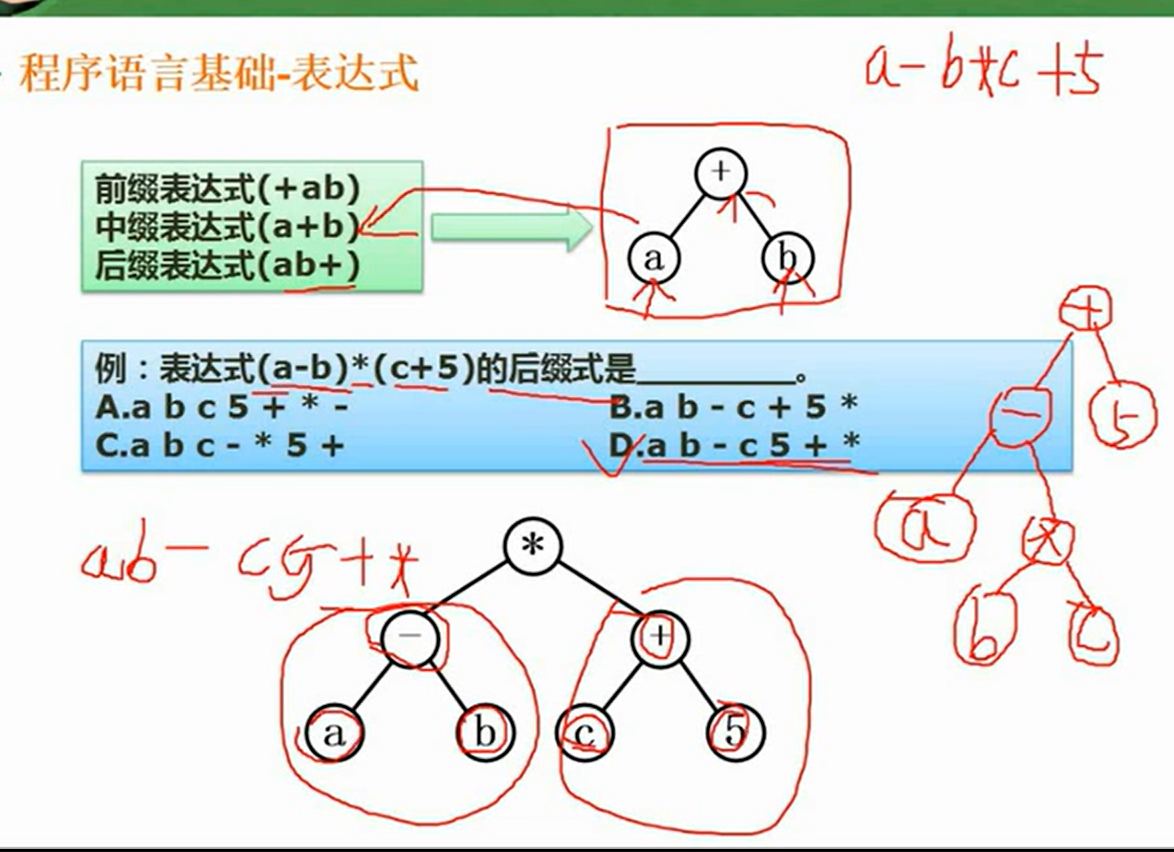 程序语言基础-表达式
a-b*c+5
前缀表达式(+ab)
中缀表达式(a+b)
后缀表达式(ab+)
+
a b
例：表达式(a-b)*(c+5)的后缀式是________。
A.a b c 5 + * -
B.a b - c + 5 *
C.a b c - * 5 +
D.a b - c 5 + *
+
- 5
a *
b c
ab- c5+*
*
- +
a b c 5